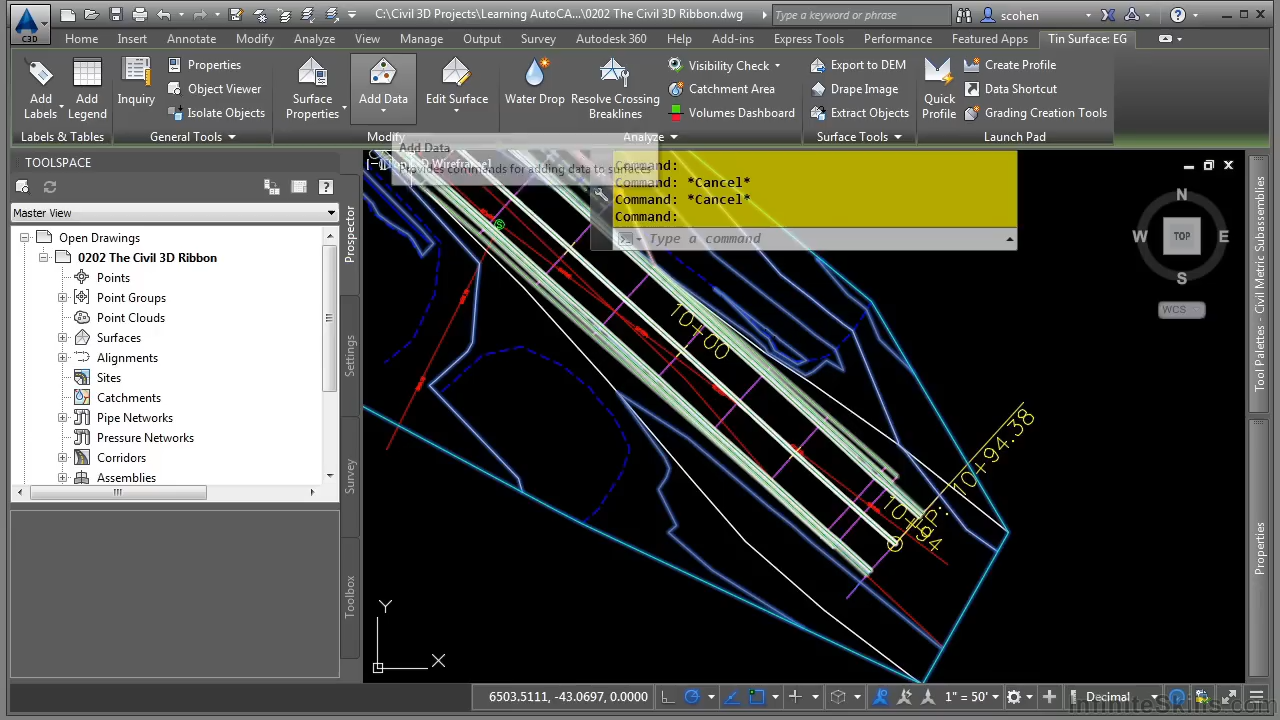 C:\Civil 3D Projects\Learning AutoCA...\0202 The Civil 3D Ribbon.dwg
Type a keyword or phrase
scohen
C3D
Home Insert Annotate Modify Analyze View Manage Output Survey Autodesk 360 Help Add-ins Express Tools Performance Featured Apps Tin Surface: EG
Add Labels
Add Legend
Inquiry
Properties
Object Viewer
Isolate Objects
Surface Properties
Add Data
Edit Surface
Water Drop
Resolve Crossing Breaklines
Visibility Check
Catchment Area
Volumes Dashboard
Export to DEM
Drape Image
Extract Objects
Quick Profile
Create Profile
Data Shortcut
Grading Creation Tools
Labels & Tables
General Tools
Modify
Analyze
Surface Tools
Launch Pad
Add Data
Provides commands for adding data to surfaces
TOOLSPACE
Master View
Open Drawings
0202 The Civil 3D Ribbon
Points
Point Groups
Point Clouds
Surfaces
Alignments
Sites
Catchments
Pipe Networks
Pressure Networks
Corridors
Assemblies
Prospector
Settings
Survey
Toolbox
Command:
Command: *Cancel*
Command: *Cancel*
Command:
Type a command
N
W TOP E
S
WCS
10+00
10+94.38
10+94
Y
X
Tool Palettes - Civil Metric Subassemblies
Properties
6503.5111, -43.0697, 0.0000
1" = 50'
Decimal
InfiniteSkills.com